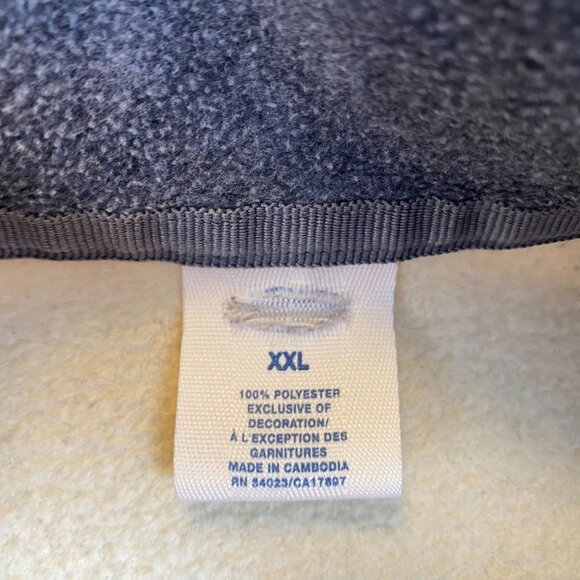 XXL
100% POLYESTER
EXCLUSIVE OF
DECORATION/
À L'EXCEPTION DES
GARNITURES
MADE IN CAMBODIA
RN 54023/CA17897